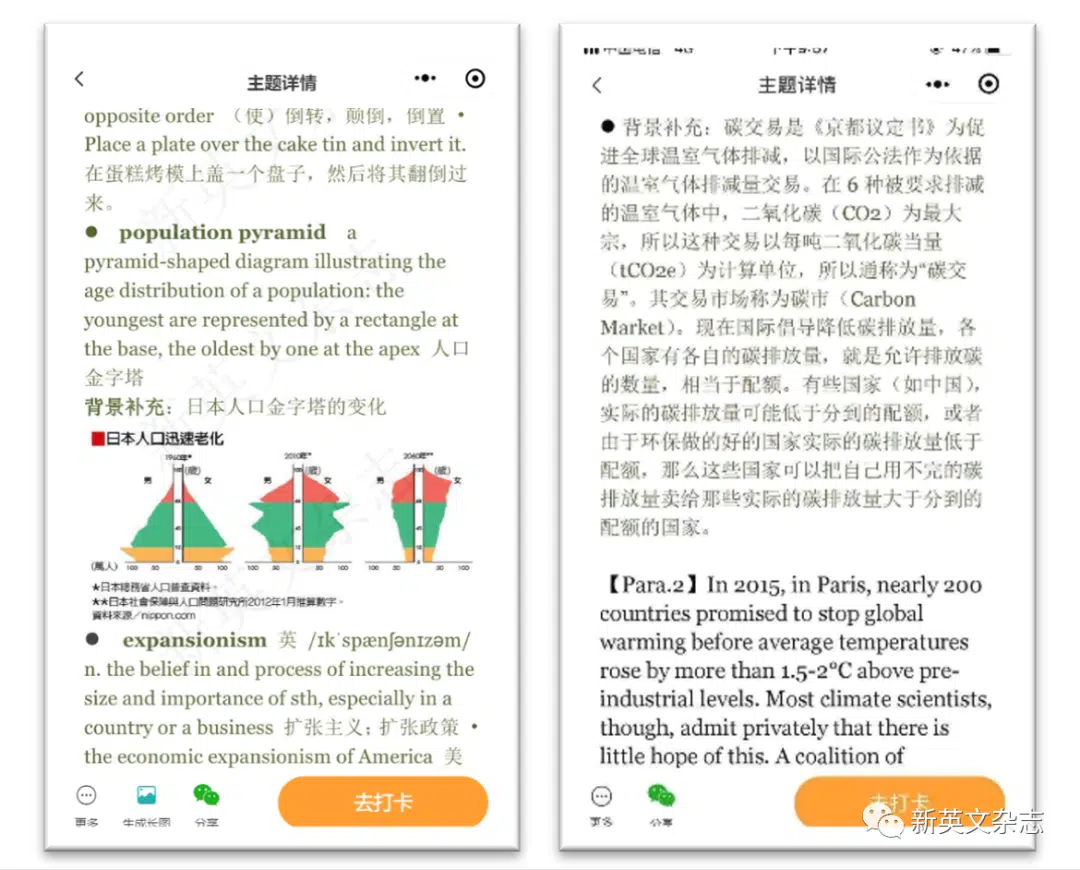 主题详情
opposite order （使）倒转，颠倒，倒置 •
Place a plate over the cake tin and invert it.
在蛋糕烤模上盖一个盘子，然后将其翻倒过
来。
● population pyramid a
pyramid-shaped diagram illustrating the
age distribution of a population: the
youngest are represented by a rectangle at
the base, the oldest by one at the apex 人口
金字塔
背景补充：日本人口金字塔的变化
■日本人口迅速老化
1960年* 2010年* 2060年**
(歲) (歲) (歲)
男 女 男 女 男 女
(萬人) 100 50 50 100 100 50 50 100 100 50 50 100
★日本總務省人口普查資料。
★★日本社會保障與人口問題研究所2012年1月推算數字。
資料來源／nippon.com
● expansionism 英 /ɪkˈspænʃənɪzəm/
n. the belief in and process of increasing the
size and importance of sth, especially in a
country or a business 扩张主义；扩张政策 •
the economic expansionism of America 美
更多 生成长图 分享 去打卡
主题详情
● 背景补充：碳交易是《京都议定书》为促
进全球温室气体排减，以国际公法作为依据
的温室气体排减量交易。在 6 种被要求排减
的温室气体中，二氧化碳（CO2）为最大
宗，所以这种交易以每吨二氧化碳当量
（tCO2e）为计算单位，所以通称为“碳交
易”。其交易市场称为碳市（Carbon
Market）。现在国际倡导降低碳排放量，各
个国家有各自的碳排放量，就是允许排放碳
的数量，相当于配额。有些国家（如中国），
实际的碳排放量可能低于分到的配额，或者
由于环保做的好的国家实际的碳排放量低于
配额，那么这些国家可以把自己用不完的碳
排放量卖给那些实际的碳排放量大于分到的
配额的国家。
【Para.2】In 2015, in Paris, nearly 200
countries promised to stop global
warming before average temperatures
rose by more than 1.5-2°C above pre-
industrial levels. Most climate scientists,
though, admit privately that there is
little hope of this. A coalition of
更多 分享 去打卡
新英文杂志